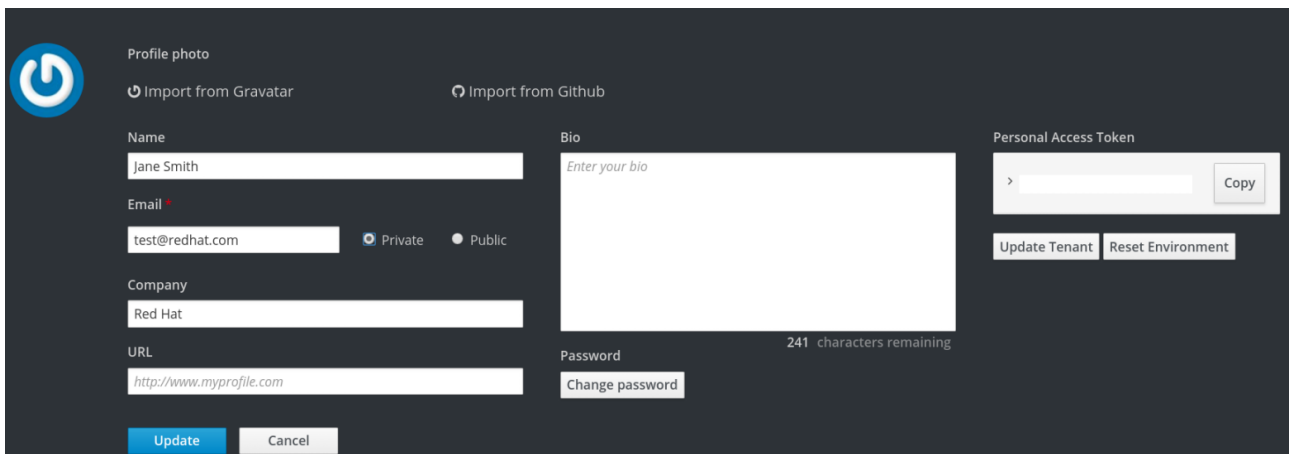 Profile photo
Import from Gravatar
Import from Github
Name
Jane Smith
Email *
test@redhat.com
Private
Public
Company
Red Hat
URL
http://www.myprofile.com
Update
Cancel
Bio
Enter your bio
241 characters remaining
Password
Change password
Personal Access Token
>
Copy
Update Tenant
Reset Environment